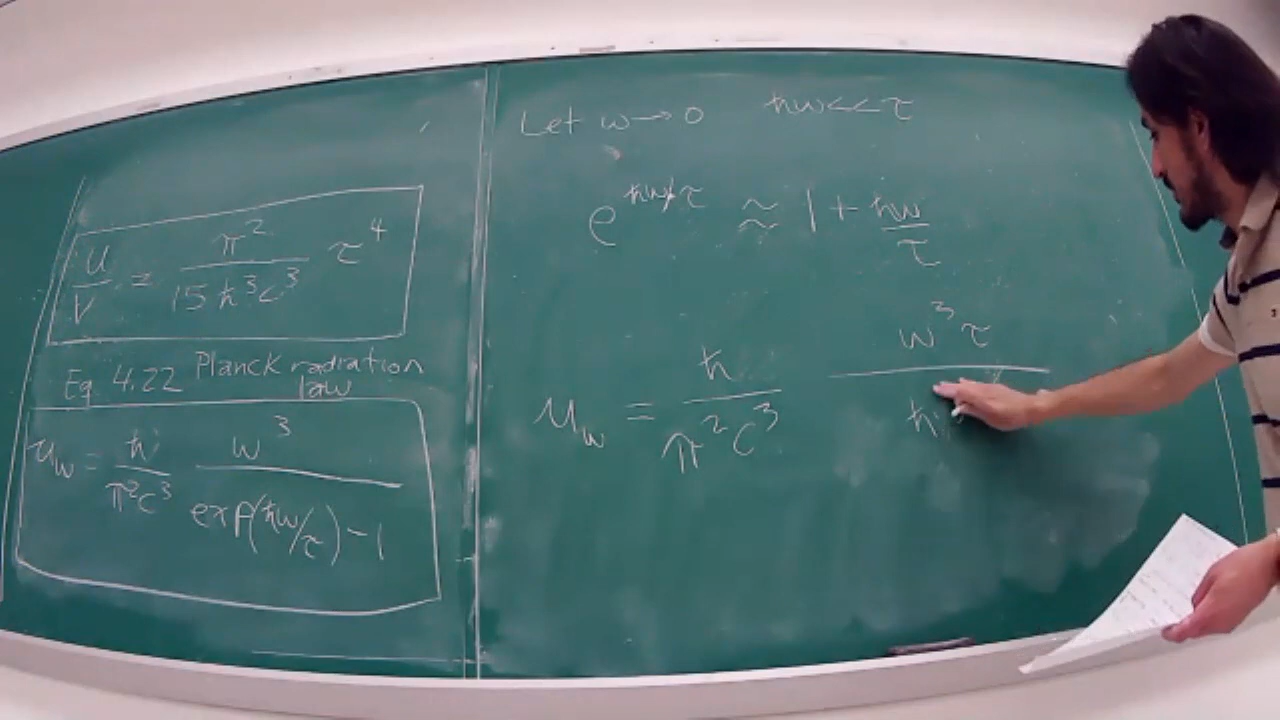 U/V = π²/(15ħ³c³) τ⁴
Eq 4.22 Planck radiation law
u_w = ħ/(π²c³) w³/(exp(ħw/τ)-1)
Let w→0 ħw<<τ
e^(ħw/τ) ≈ 1 + ħw/τ
u_w = ħ/(π²c³) w³τ/ħ